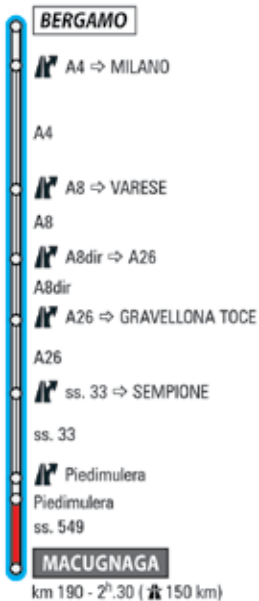 BERGAMO
A4 ⇨ MILANO
A4
A8 ⇨ VARESE
A8
A8dir ⇨ A26
A8dir
A26 ⇨ GRAVELLONA TOCE
A26
ss. 33 ⇨ SEMPIONE
ss. 33
Piedimulera
Piedimulera
ss. 549
MACUGNAGA
km 190 - 2h.30 ( 150 km)